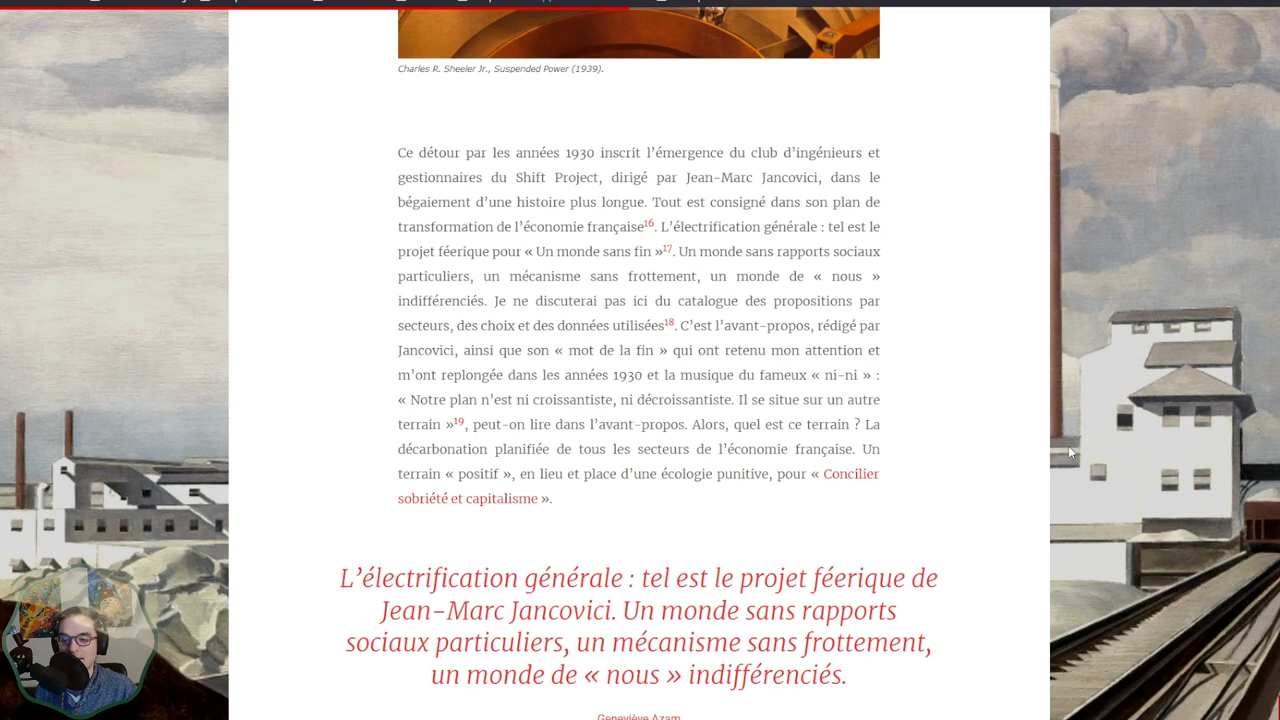 Charles R. Sheeler Jr., Suspended Power (1939).
Ce détour par les années 1930 inscrit l’émergence du club d’ingénieurs et
gestionnaires du Shift Project, dirigé par Jean-Marc Jancovici, dans le
bégaiement d’une histoire plus longue. Tout est consigné dans son plan de
transformation de l’économie française16. L’électrification générale : tel est le
projet féerique pour « Un monde sans fin »17. Un monde sans rapports sociaux
particuliers, un mécanisme sans frottement, un monde de « nous »
indifférenciés. Je ne discuterai pas ici du catalogue des propositions par
secteurs, des choix et des données utilisées18. C’est l’avant-propos, rédigé par
Jancovici, ainsi que son « mot de la fin » qui ont retenu mon attention et
m’ont replongée dans les années 1930 et la musique du fameux « ni-ni » :
« Notre plan n’est ni croissantiste, ni décroissantiste. Il se situe sur un autre
terrain »19, peut-on lire dans l’avant-propos. Alors, quel est ce terrain ? La
décarbonation planifiée de tous les secteurs de l’économie française. Un
terrain « positif », en lieu et place d’une écologie punitive, pour « Concilier
sobriété et capitalisme ».
L’électrification générale : tel est le projet féerique de
Jean-Marc Jancovici. Un monde sans rapports
sociaux particuliers, un mécanisme sans frottement,
un monde de « nous » indifférenciés.
Geneviève Azam